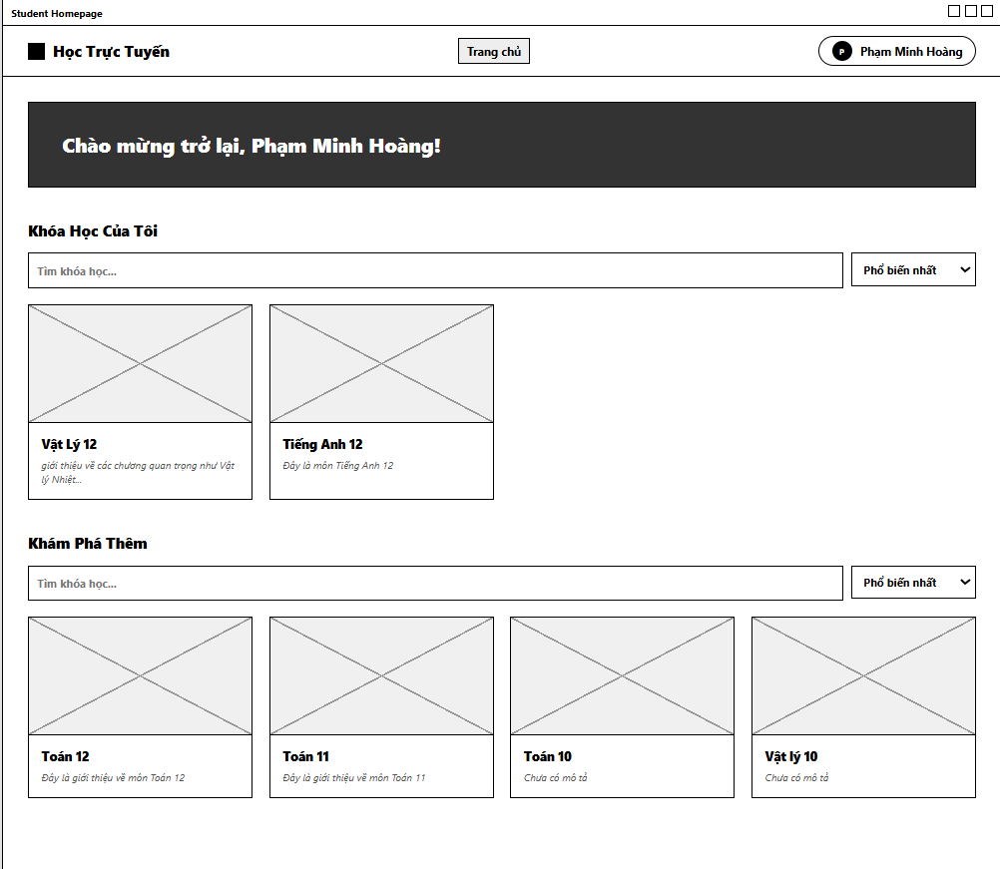 Student Homepage
Học Trực Tuyến
Trang chủ
P
Phạm Minh Hoàng
Chào mừng trở lại, Phạm Minh Hoàng!
Khóa Học Của Tôi
Tìm khóa học...
Phổ biến nhất
Vật Lý 12
giới thiệu về các chương quan trọng như Vật
lý Nhiệt...
Tiếng Anh 12
Đây là môn Tiếng Anh 12
Khám Phá Thêm
Tìm khóa học...
Phổ biến nhất
Toán 12
Đây là giới thiệu về môn Toán 12
Toán 11
Đây là giới thiệu về môn Toán 11
Toán 10
Chưa có mô tả
Vật lý 10
Chưa có mô tả